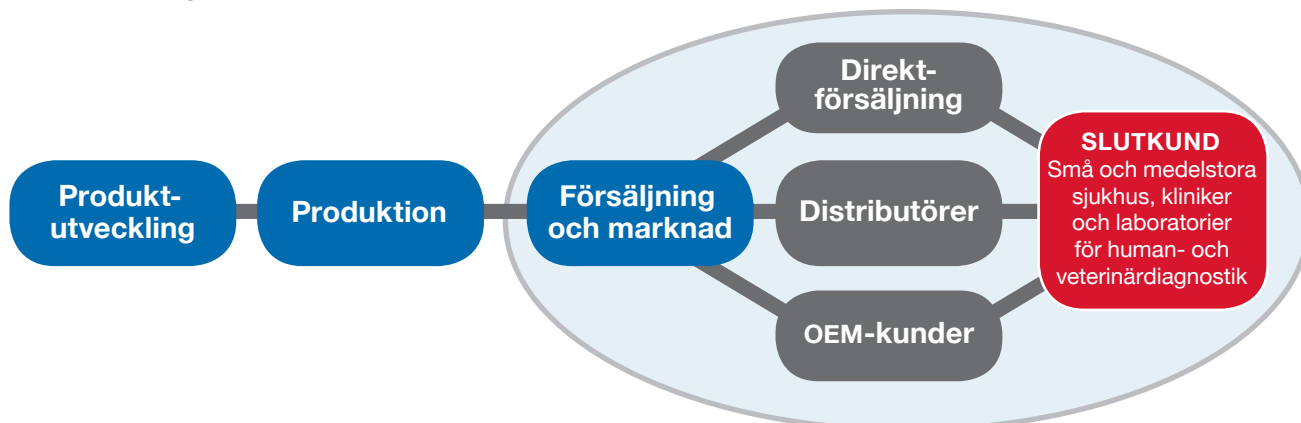 Produkt-
utveckling
Produktion
Försäljning
och marknad
Direkt-
försäljning
Distributörer
OEM-kunder
SLUTKUND
Små och medelstora
sjukhus, kliniker
och laboratorier
för human- och
veterinärdiagnostik